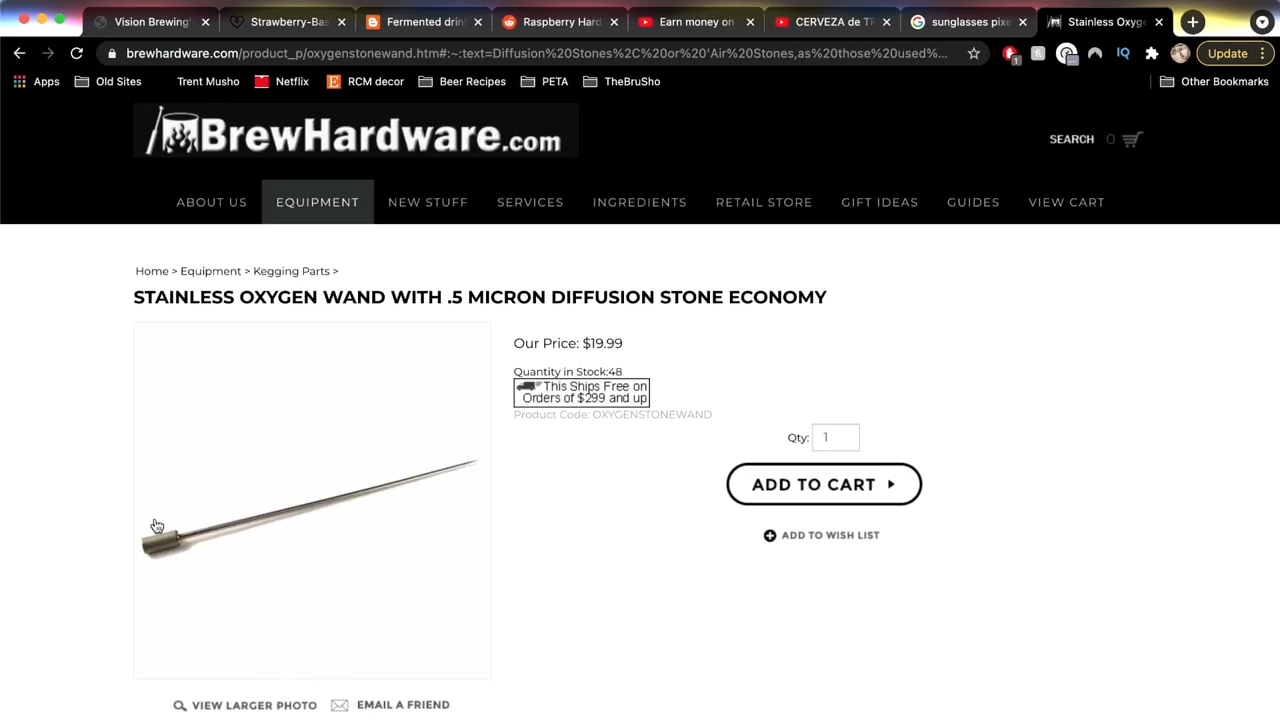 Vision Brewing'
Strawberry-Bas
Fermented drin
Raspberry Hard
Earn money on
CERVEZA de TF
sunglasses pixe
Stainless Oxyge
brewhardware.com/product_p/oxygenstonewand.htm#:~:text=Diffusion%20Stones%2C%20or%20'Air%20Stones,as%20those%20used%...
Update
Apps
Old Sites
Trent Musho
Netflix
RCM decor
Beer Recipes
PETA
TheBruSho
Other Bookmarks
BrewHardware.com
SEARCH 0
ABOUT US
EQUIPMENT
NEW STUFF
SERVICES
INGREDIENTS
RETAIL STORE
GIFT IDEAS
GUIDES
VIEW CART
Home > Equipment > Kegging Parts >
STAINLESS OXYGEN WAND WITH .5 MICRON DIFFUSION STONE ECONOMY
Our Price: $19.99
Quantity in Stock:48
This Ships Free on
Orders of $299 and up
Product Code: OXYGENSTONEWAND
Qty: 1
ADD TO CART
ADD TO WISH LIST
VIEW LARGER PHOTO
EMAIL A FRIEND